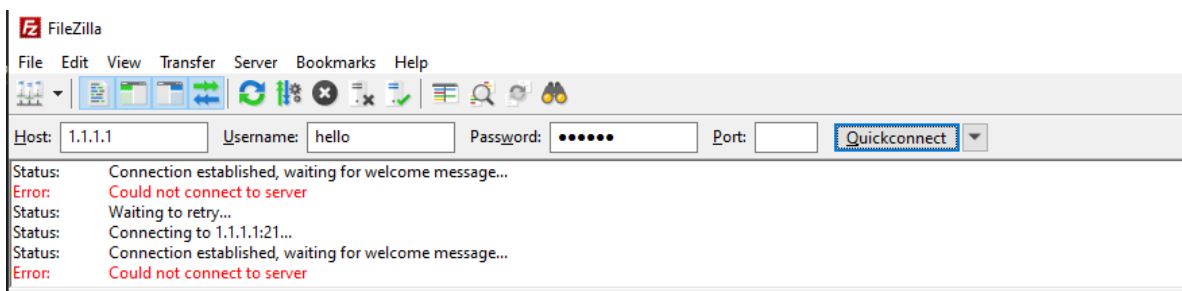 FileZilla
File Edit View Transfer Server Bookmarks Help
Host: 1.1.1.1 Username: hello Password: ●●●●●● Port: Quickconnect
Status: Connection established, waiting for welcome message...
Error: Could not connect to server
Status: Waiting to retry...
Status: Connecting to 1.1.1.1:21...
Status: Connection established, waiting for welcome message...
Error: Could not connect to server